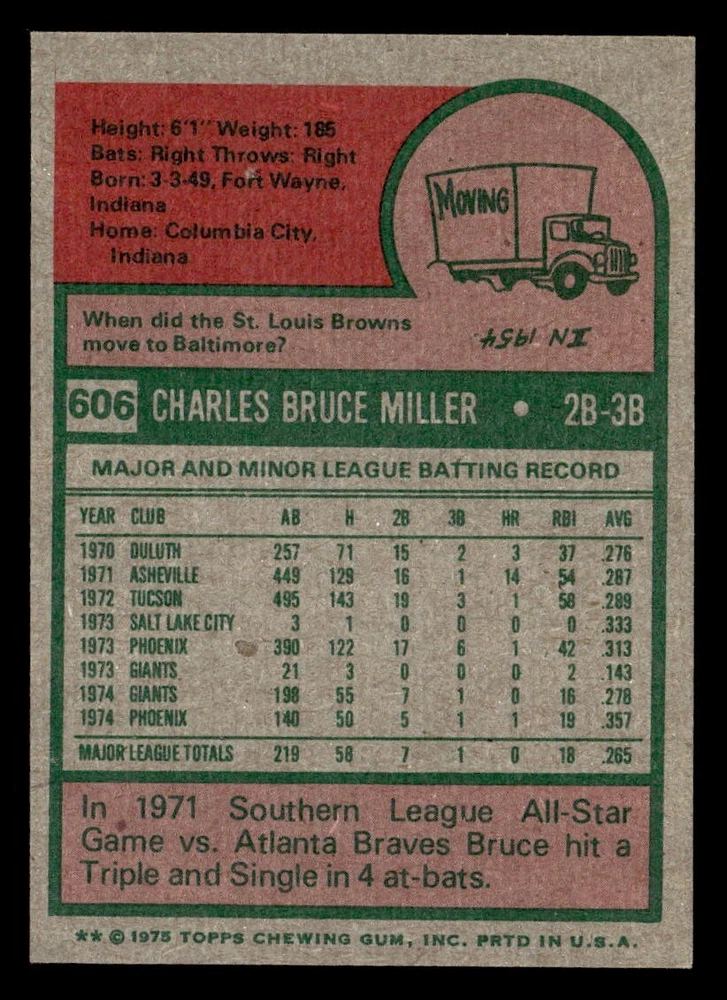 Height: 6'1" Weight: 185
Bats: Right Throws: Right
Born: 3-3-49, Fort Wayne,
Indiana
Home: Columbia City,
Indiana
MOVING
When did the St. Louis Browns
move to Baltimore?
IN 1954
606 CHARLES BRUCE MILLER • 2B-3B
MAJOR AND MINOR LEAGUE BATTING RECORD
YEAR CLUB AB H 2B 3B HR RBI AVG
1970 DULUTH 257 71 15 2 3 37 .276
1971 ASHEVILLE 449 129 16 1 14 54 .287
1972 TUCSON 495 143 19 3 1 58 .289
1973 SALT LAKE CITY 3 1 0 0 0 0 .333
1973 PHOENIX 390 122 17 6 1 42 .313
1973 GIANTS 21 3 0 0 0 2 .143
1974 GIANTS 198 55 7 1 0 16 .278
1974 PHOENIX 140 50 5 1 1 19 .357
MAJOR LEAGUE TOTALS 219 58 7 1 0 18 .265
In 1971 Southern League All-Star
Game vs. Atlanta Braves Bruce hit a
Triple and Single in 4 at-bats.
** © 1975 TOPPS CHEWING GUM, INC. PRTD IN U.S.A.